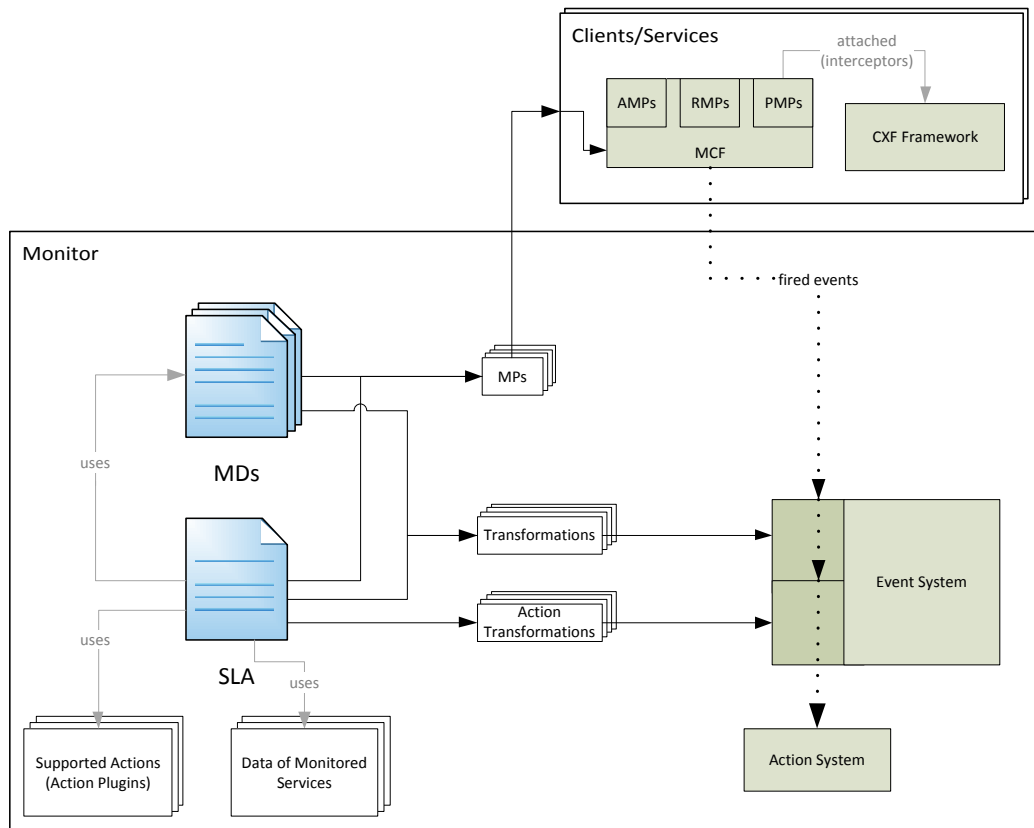 Clients/Services
attached
(interceptors)
AMPs
RMPs
PMPs
MCF
CXF Framework
Monitor
fired events
MPs
uses
MDs
Transformations
Event System
Action
Transformations
uses
SLA
uses
Supported Actions
(Action Plugins)
Data of Monitored
Services
Action System